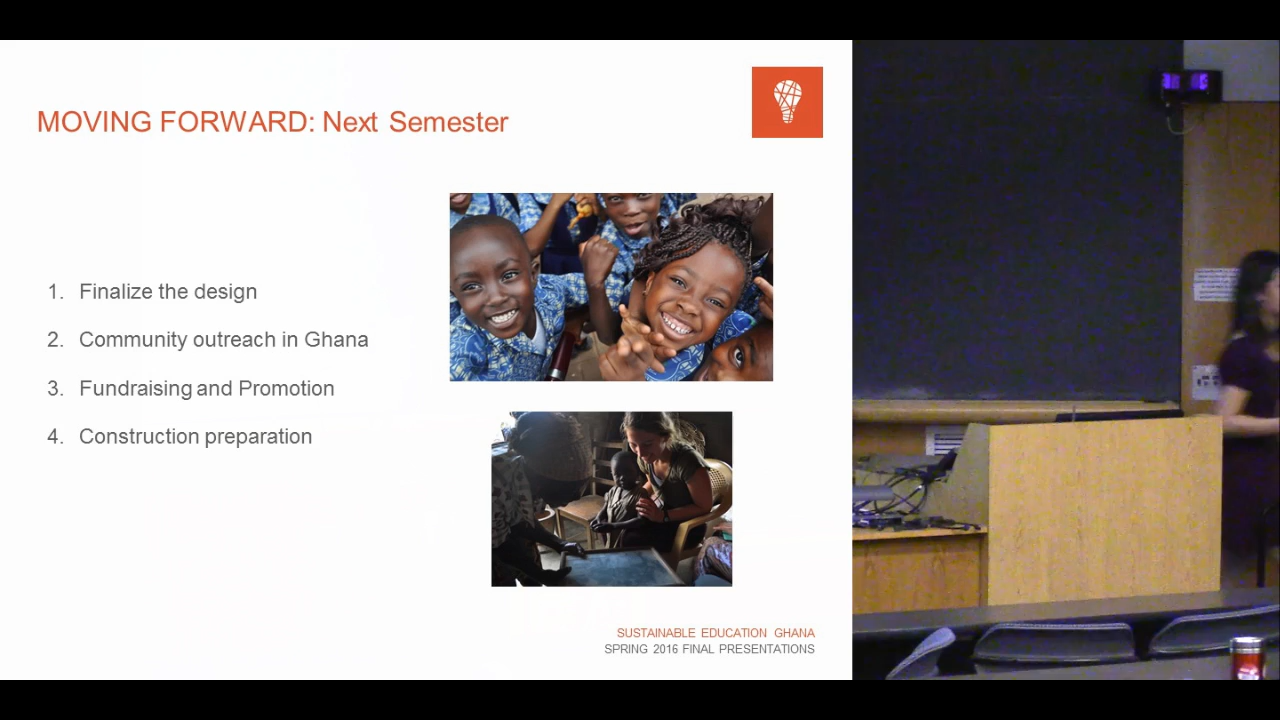 MOVING FORWARD: Next Semester
1. Finalize the design
2. Community outreach in Ghana
3. Fundraising and Promotion
4. Construction preparation
SUSTAINABLE EDUCATION GHANA
SPRING 2016 FINAL PRESENTATIONS